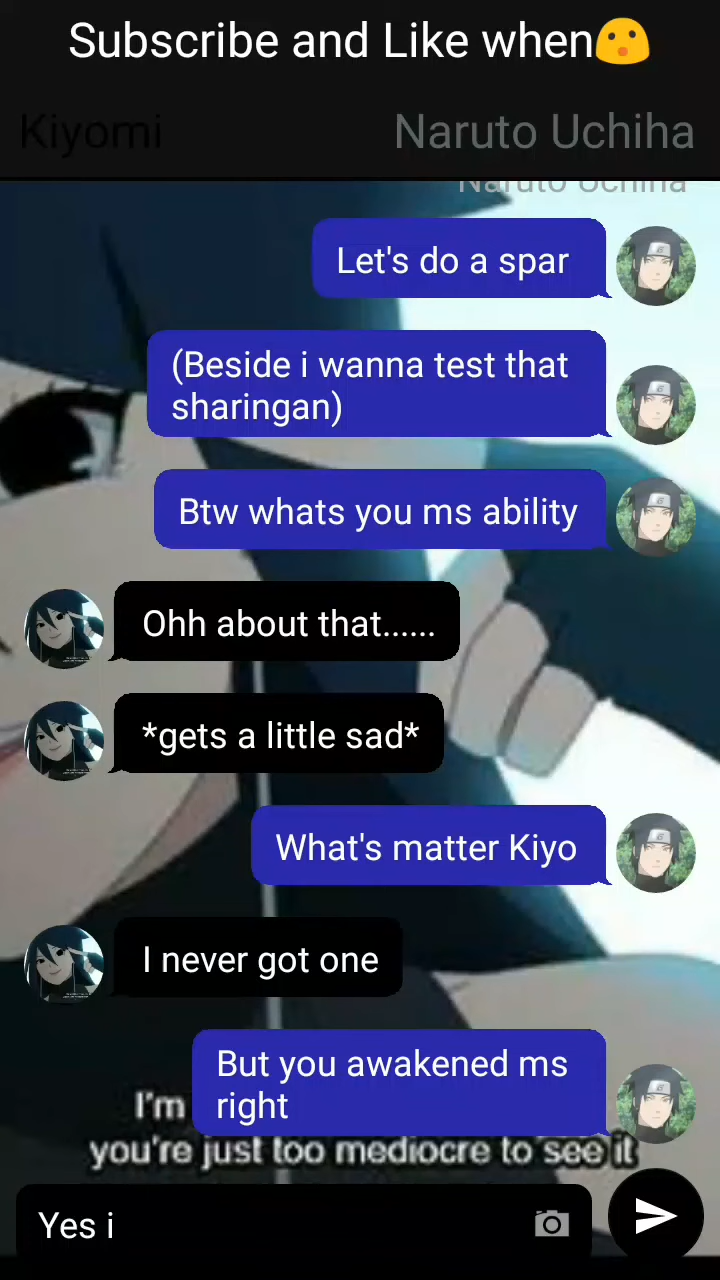 Subscribe and Like when😮
Kiyomi
Naruto Uchiha
Naruto Uchiha
Let's do a spar
(Beside i wanna test that
sharingan)
Btw whats you ms ability
Ohh about that......
*gets a little sad*
What's matter Kiyo
I never got one
But you awakened ms
right
I'm
you're just too mediocre to see it
Yes i